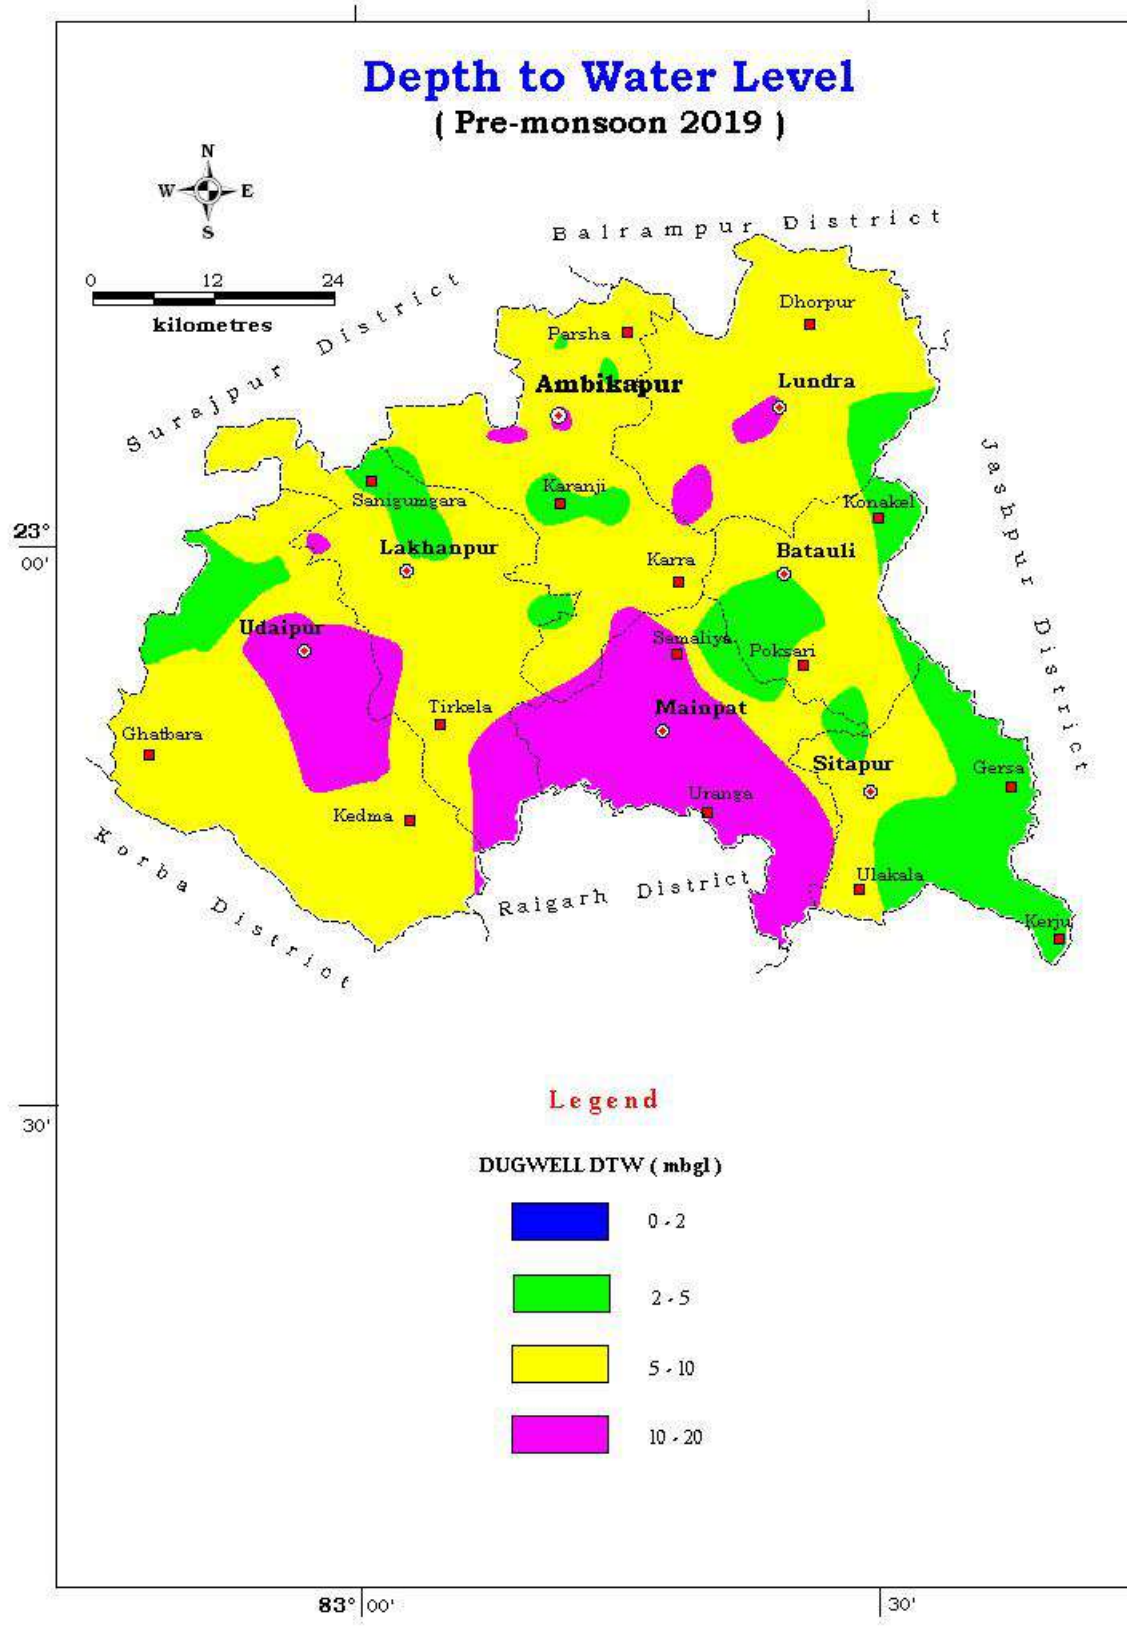 Depth to Water Level
( Pre-monsoon 2019 )
N
W E
S
0 12 24
kilometres
Balrampur District
Surajpur District
Jashpur District
Korba District
Raigarh District
Dhorpur
Parsha
Ambikapur
Lundra
Sanigumgara
Karanji
Konakel
Lakhanpur
Karra
Batauli
Udaipur
Samaliya
Poksari
Tirkela
Mainpat
Ghatbara
Sitapur
Gersa
Kedma
Uranga
Ulakala
Kerju
23°
00'
30'
Legend
DUGWELL DTW ( mbgl )
0 - 2
2 - 5
5 - 10
10 - 20
83° 00' 30'